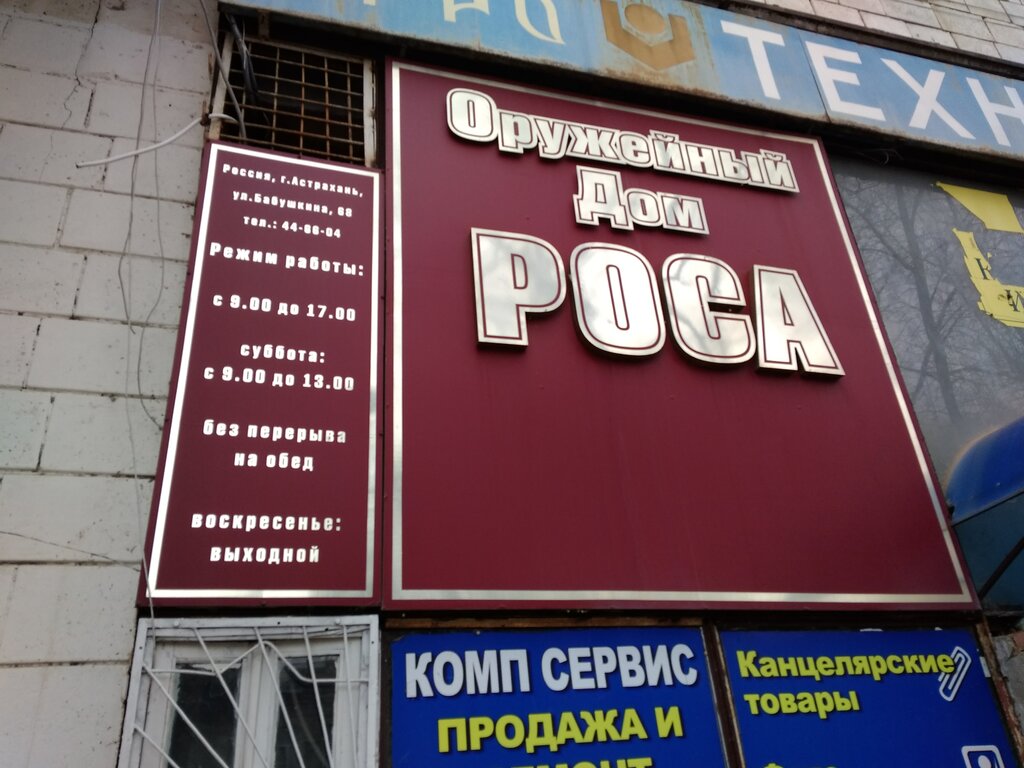 ТЕХН
Оружейный
Дом
РОСА
Россия, г.Астрахань,
ул.Бабушкина, 68
тел.: 44-66-04
Режим работы:
с 9.00 до 17.00
суббота:
с 9.00 до 13.00
без перерыва
на обед
воскресенье:
выходной
КОМП СЕРВИС
ПРОДАЖА И
Канцелярские
товары